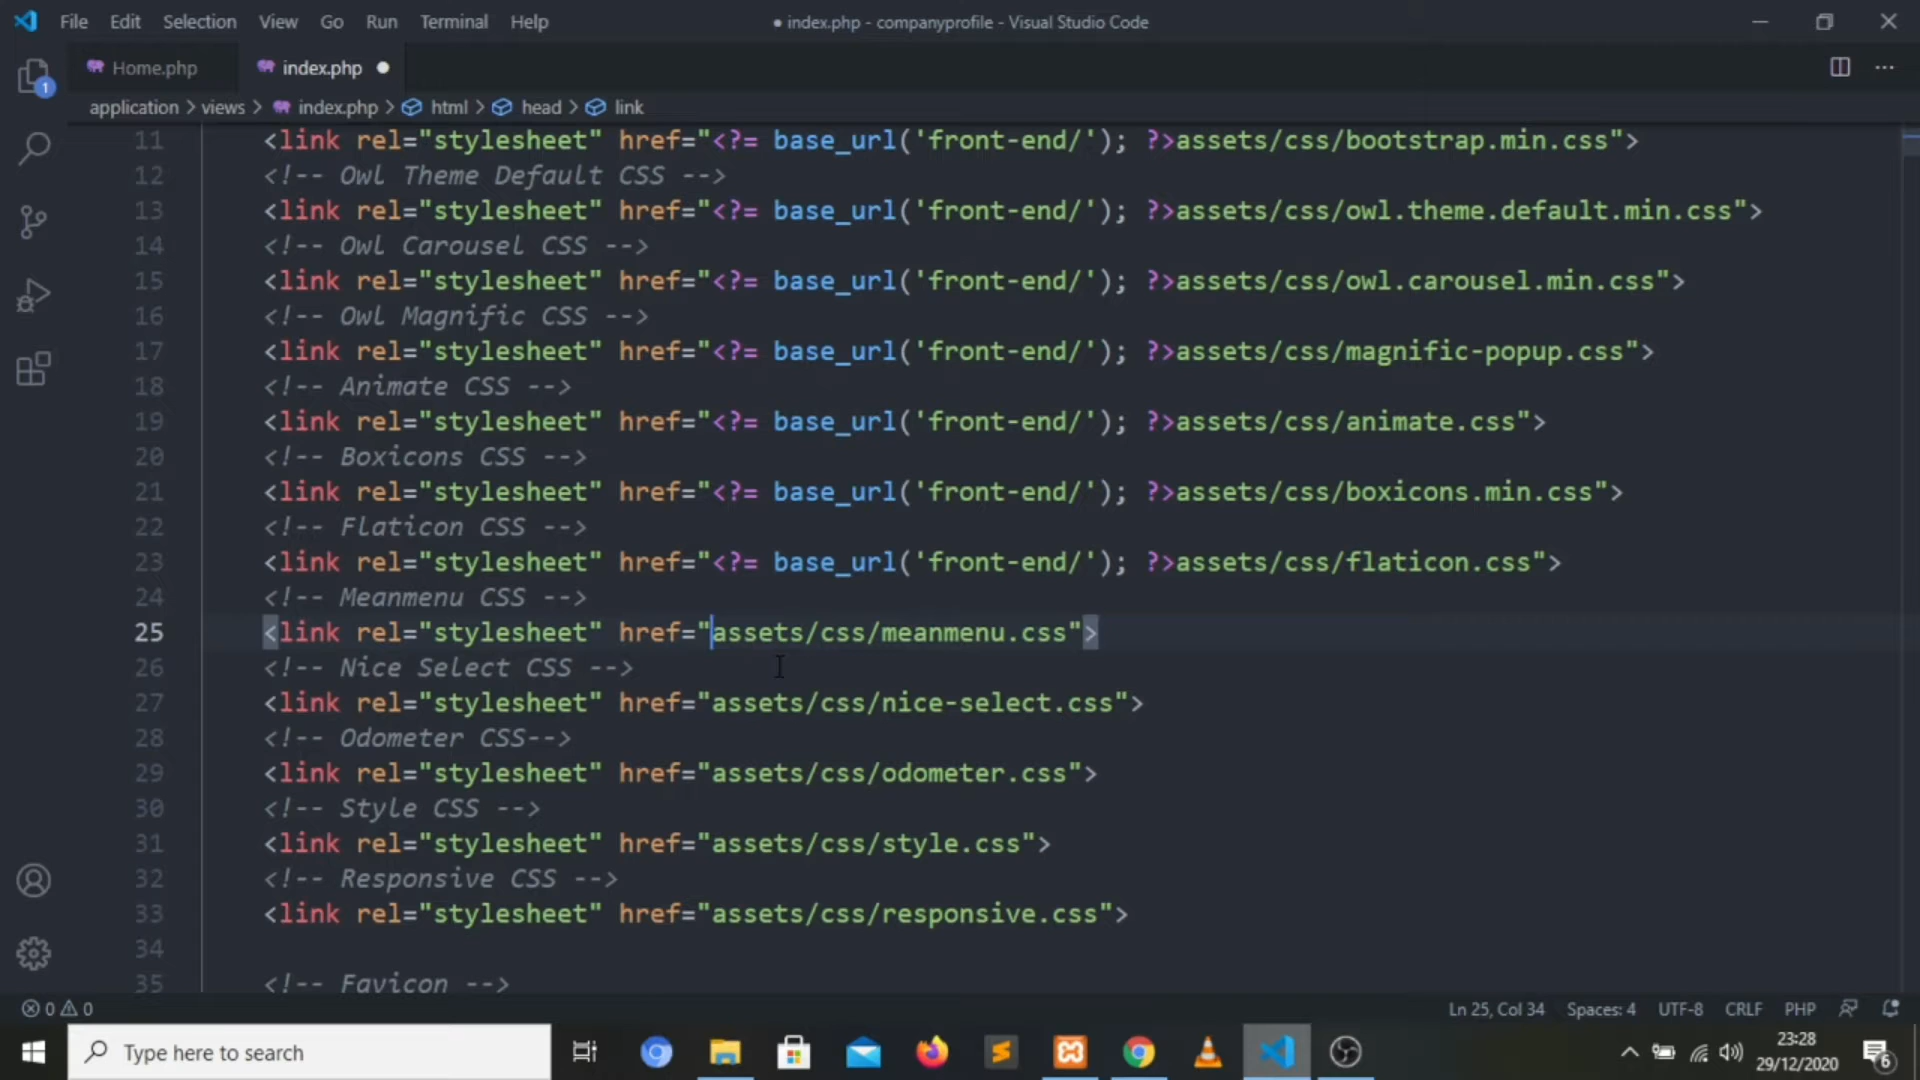 File Edit Selection View Go Run Terminal Help ● index.php - companyprofile - Visual Studio Code
Home.php index.php ●
application > views > index.php > html > head > link
1
11 <link rel="stylesheet" href="<?= base_url('front-end/'); ?>assets/css/bootstrap.min.css">
12 <!-- Owl Theme Default CSS -->
13 <link rel="stylesheet" href="<?= base_url('front-end/'); ?>assets/css/owl.theme.default.min.css">
14 <!-- Owl Carousel CSS -->
15 <link rel="stylesheet" href="<?= base_url('front-end/'); ?>assets/css/owl.carousel.min.css">
16 <!-- Owl Magnific CSS -->
17 <link rel="stylesheet" href="<?= base_url('front-end/'); ?>assets/css/magnific-popup.css">
18 <!-- Animate CSS -->
19 <link rel="stylesheet" href="<?= base_url('front-end/'); ?>assets/css/animate.css">
20 <!-- Boxicons CSS -->
21 <link rel="stylesheet" href="<?= base_url('front-end/'); ?>assets/css/boxicons.min.css">
22 <!-- Flaticon CSS -->
23 <link rel="stylesheet" href="<?= base_url('front-end/'); ?>assets/css/flaticon.css">
24 <!-- Meanmenu CSS -->
25 <link rel="stylesheet" href="assets/css/meanmenu.css">
26 <!-- Nice Select CSS -->
27 <link rel="stylesheet" href="assets/css/nice-select.css">
28 <!-- Odometer CSS-->
29 <link rel="stylesheet" href="assets/css/odometer.css">
30 <!-- Style CSS -->
31 <link rel="stylesheet" href="assets/css/style.css">
32 <!-- Responsive CSS -->
33 <link rel="stylesheet" href="assets/css/responsive.css">
34
35 <!-- Favicon -->
0 0 Ln 25, Col 34 Spaces: 4 UTF-8 CRLF PHP
Type here to search
23:28
29/12/2020
6